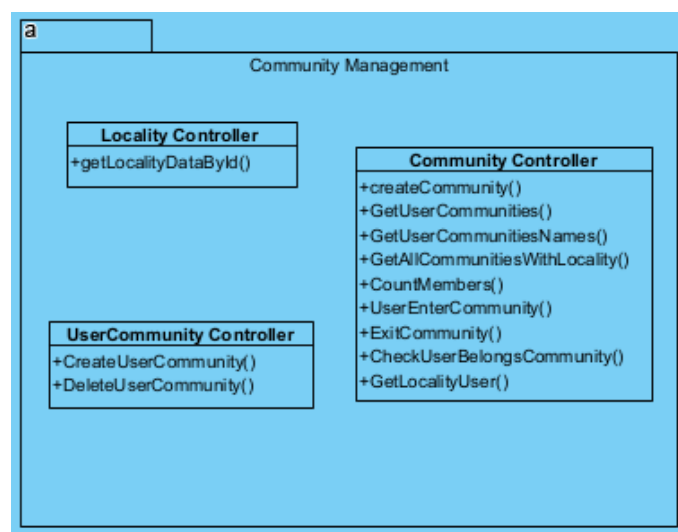 a
Community Management
Locality Controller
+getLocalityDataById()
Community Controller
+createCommunity()
+GetUserCommunities()
+GetUserCommunitiesNames()
+GetAllCommunitiesWithLocality()
+CountMembers()
+UserEnterCommunity()
+ExitCommunity()
+CheckUserBelongsCommunity()
+GetLocalityUser()
UserCommunity Controller
+CreateUserCommunity()
+DeleteUserCommunity()